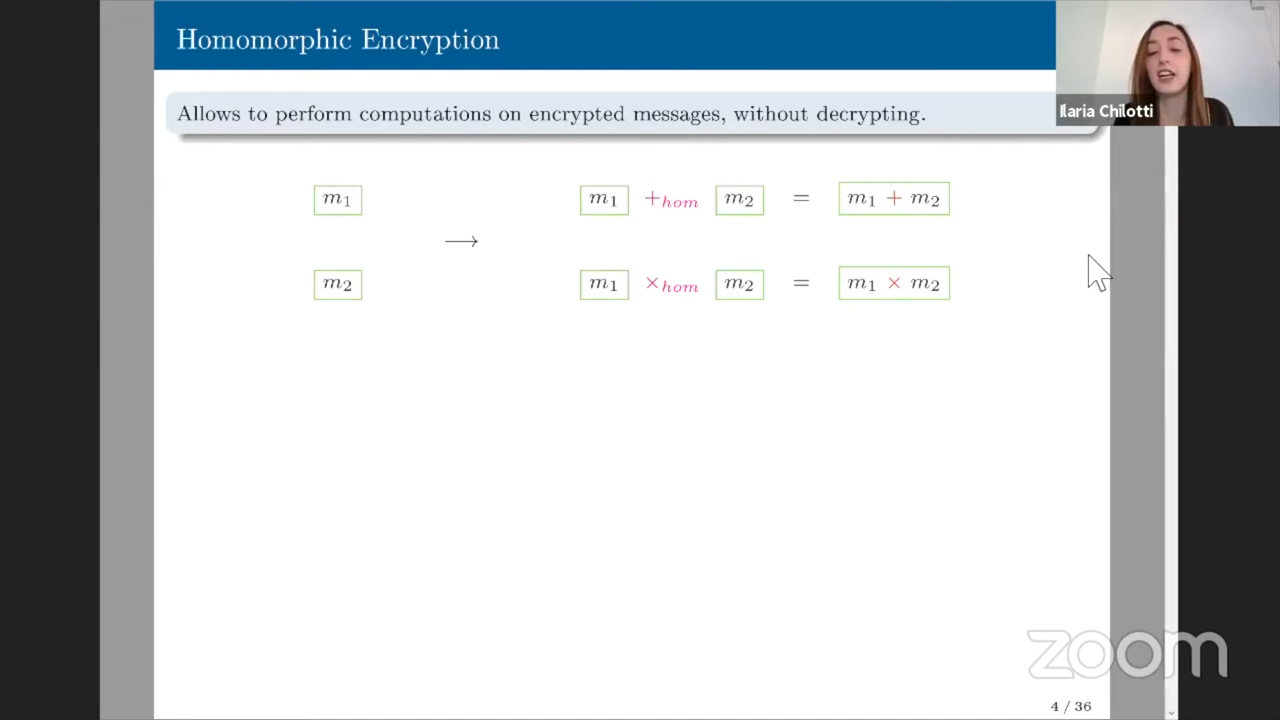 Homomorphic Encryption
Ilaria Chilotti
Allows to perform computations on encrypted messages, without decrypting.
m₁ m₁ +ₕₒₘ m₂ = m₁ + m₂
→
m₂ m₁ ×ₕₒₘ m₂ = m₁ × m₂
zoom
4 / 36